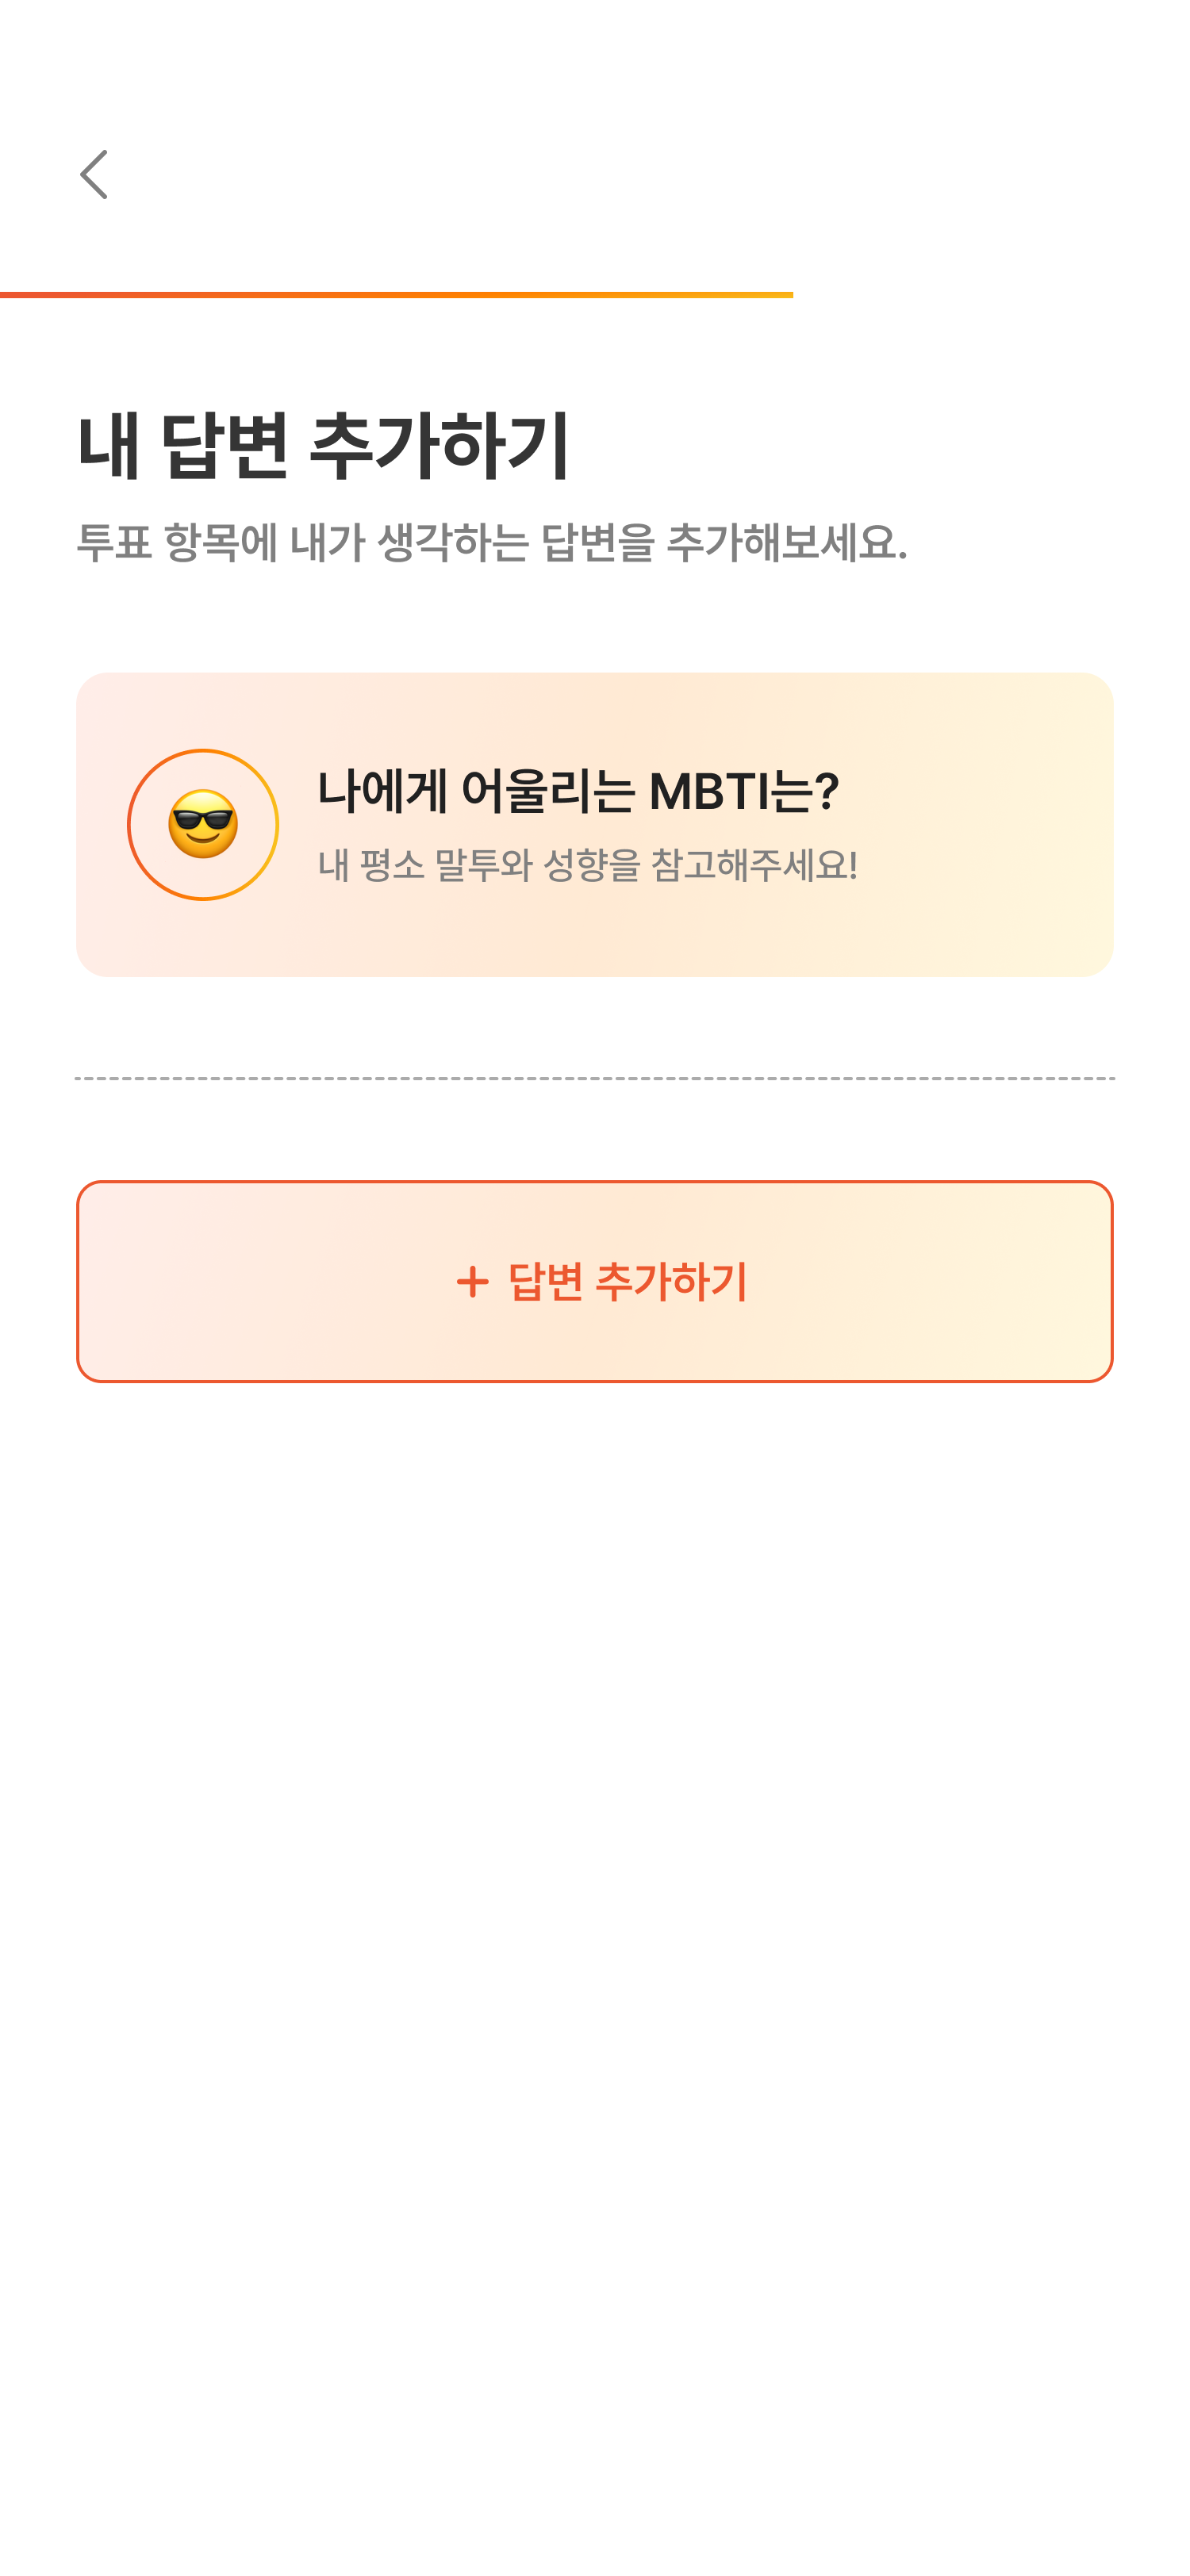 내 답변 추가하기
투표 항목에 내가 생각하는 답변을 추가해보세요.
나에게 어울리는 MBTI는?
내 평소 말투와 성향을 참고해주세요!
+ 답변 추가하기